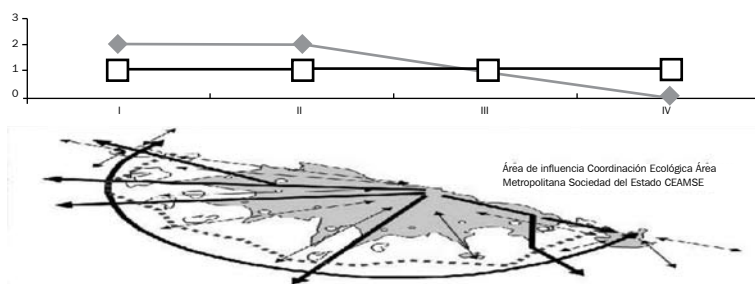 3
2
1
0
I II III IV
Área de influencia Coordinación Ecológica Área
Metropolitana Sociedad del Estado CEAMSE